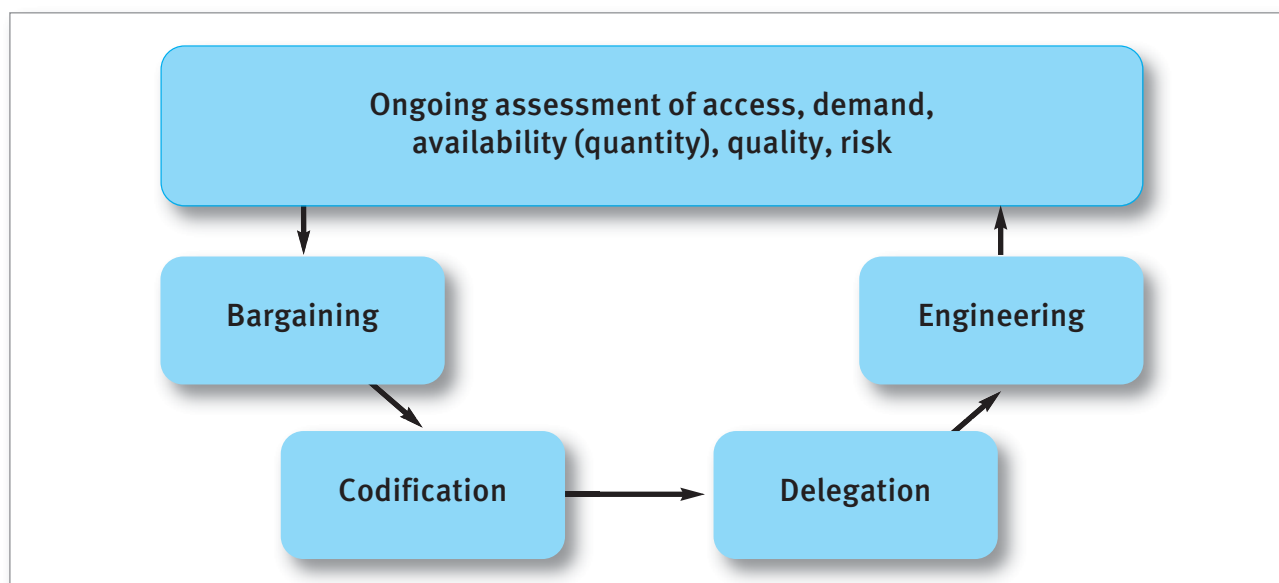 Ongoing assessment of access, demand,
availability (quantity), quality, risk
Bargaining
Engineering
Codification
Delegation